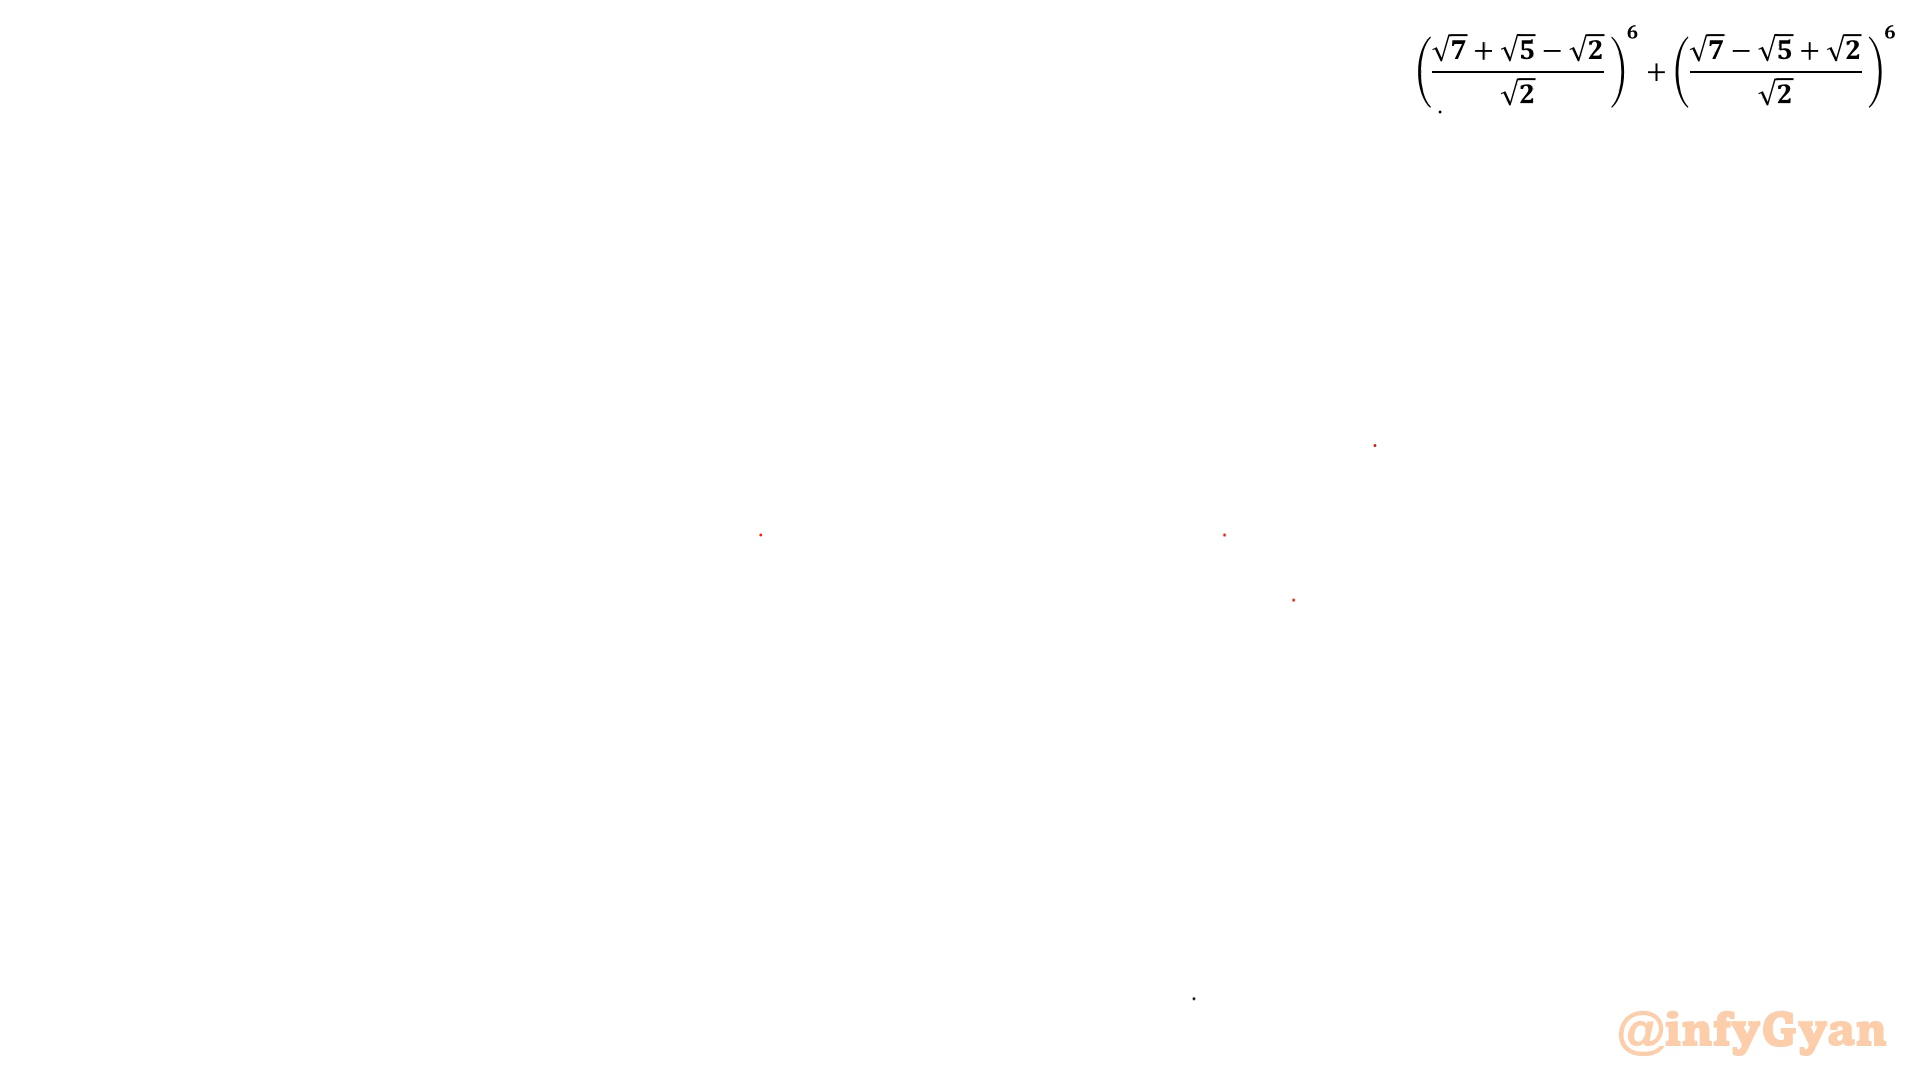 ((√7 + √5 − √2)/√2)⁶ + ((√7 − √5 + √2)/√2)⁶
@infyGyan